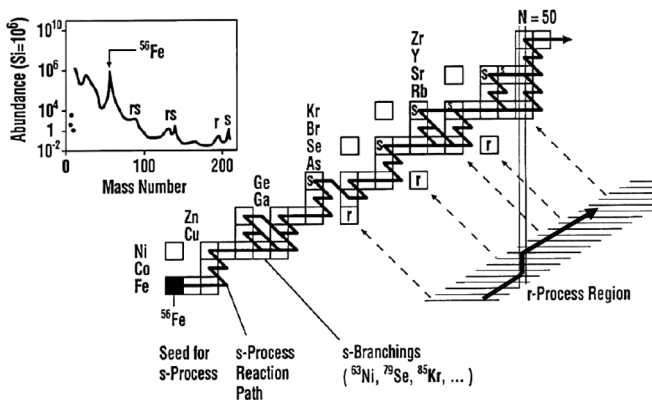 Abundance (Si=10⁶)
10¹⁰
10⁶
10⁴
10²
1
10⁻²
⁵⁶Fe
rs
rs
r s
0
100
200
Mass Number
N = 50
Zr
Y
Sr
Rb
s
s
s
s
s
Kr
Br
Se
As
s
s
r
r
r
Ge
Ga
Zn
Cu
Ni
Co
Fe
⁵⁶Fe
r-Process Region
Seed for
s-Process
s-Process
Reaction
Path
s-Branchings
( ⁶³Ni, ⁷⁹Se, ⁸⁵Kr, ... )